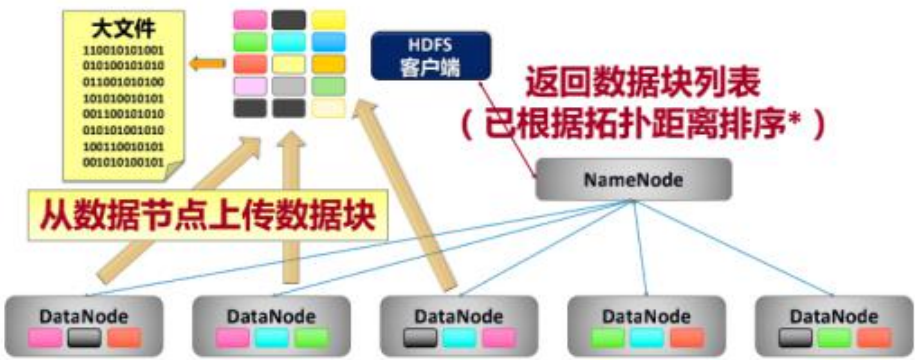 大文件
110010101001
010100101010
011001010100
101010010101
001100101010
010101001010
100110010101
001010100101
HDFS
客户端
返回数据块列表
（已根据拓扑距离排序*）
NameNode
从数据节点上传数据块
DataNode
DataNode
DataNode
DataNode
DataNode